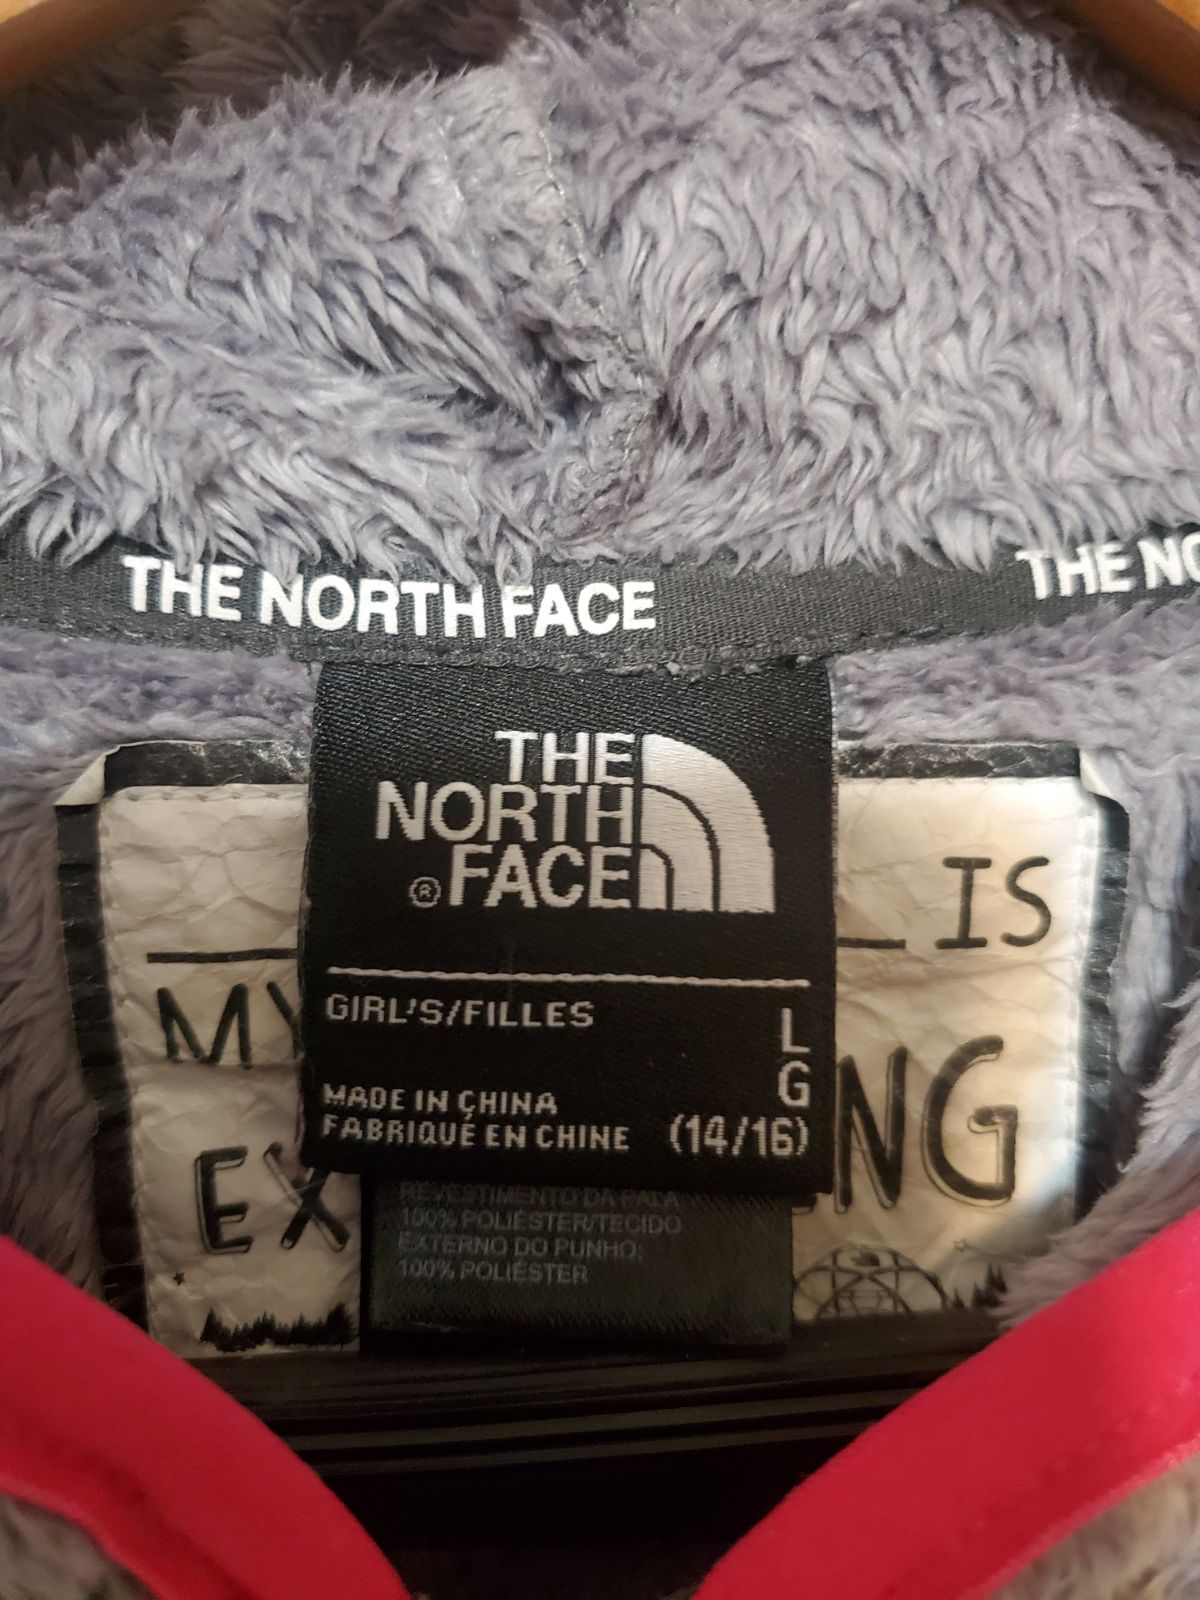 THE NORTH FACE
THE NO
THE
NORTH
® FACE
IS
MY
GIRL'S/FILLES
L
G
MADE IN CHINA
FABRIQUÉ EN CHINE (14/16)
EX NG
REVESTIMENTO DA PALA
100% POLIÉSTER/TECIDO
EXTERNO DO PUNHO:
100% POLIÉSTER